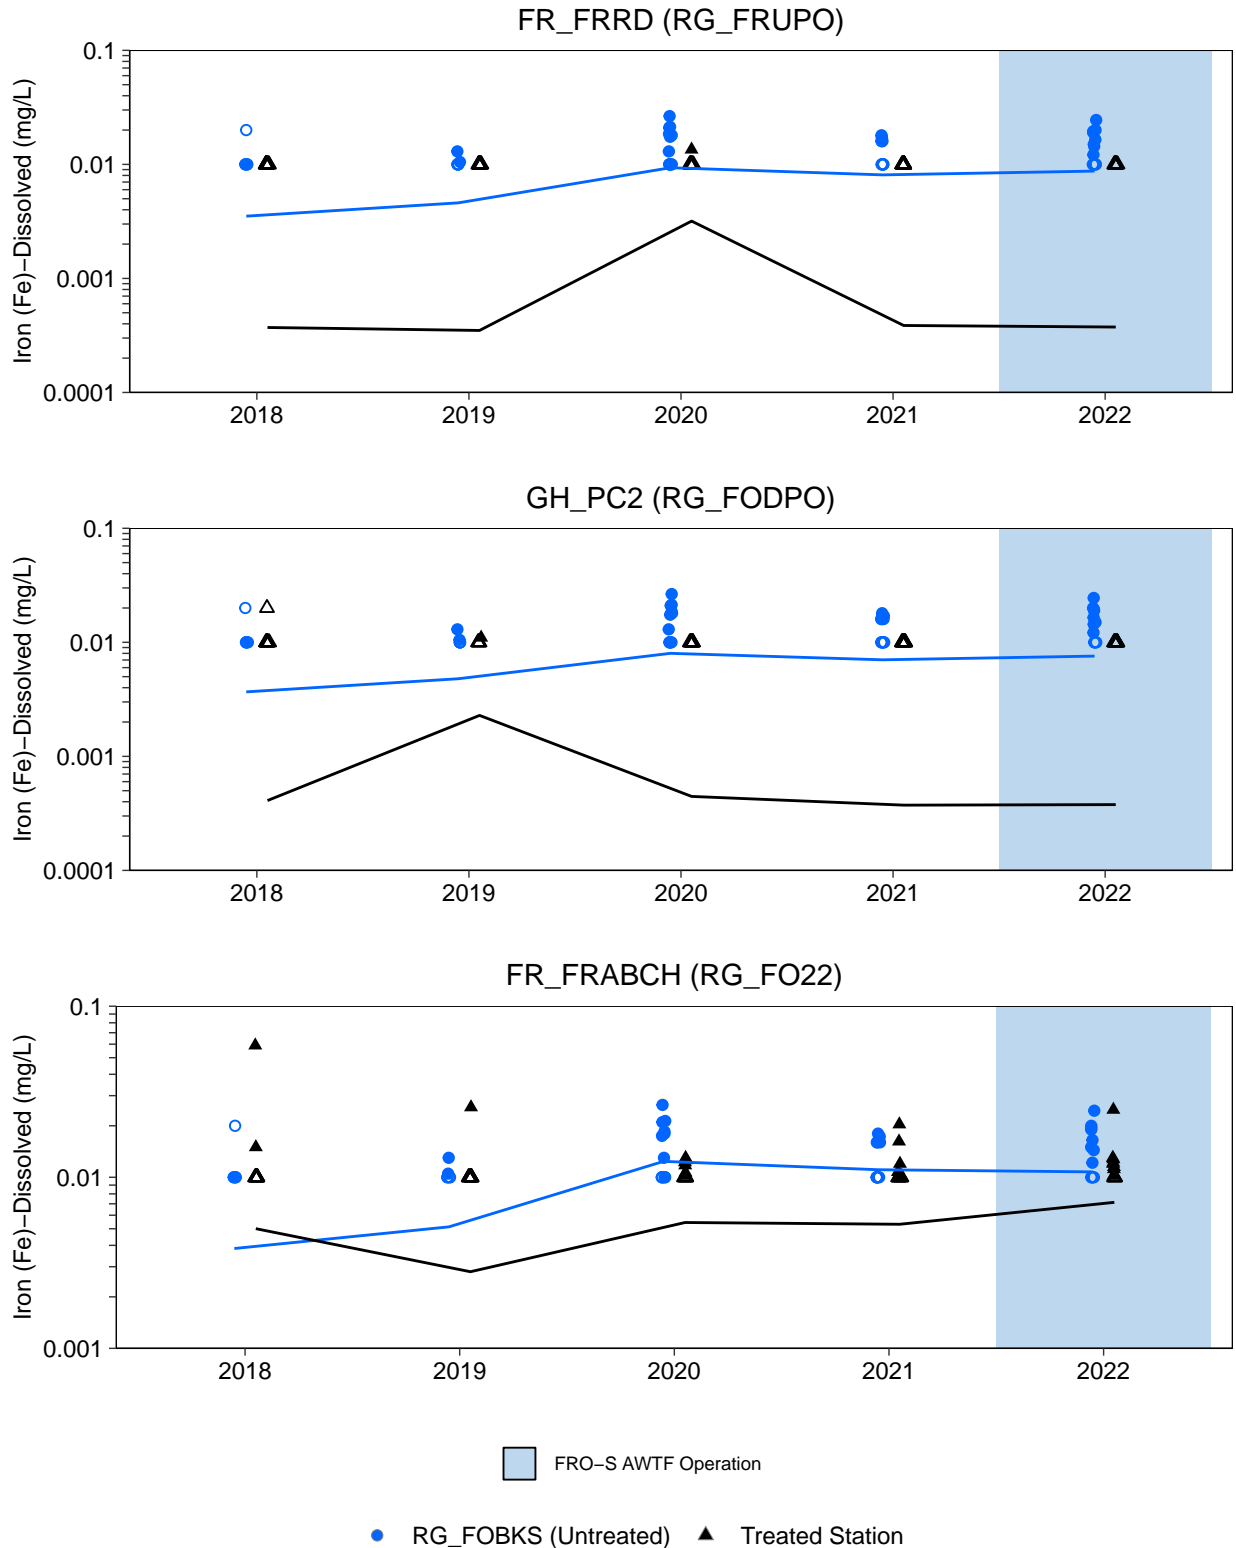 FR_FRRD (RG_FRUPO)
Iron (Fe)−Dissolved (mg/L)
0.1
0.01
0.001
0.0001
2018 2019 2020 2021 2022
GH_PC2 (RG_FODPO)
Iron (Fe)−Dissolved (mg/L)
0.1
0.01
0.001
0.0001
2018 2019 2020 2021 2022
FR_FRABCH (RG_FO22)
Iron (Fe)−Dissolved (mg/L)
0.1
0.01
0.001
2018 2019 2020 2021 2022
FRO−S AWTF Operation
RG_FOBKS (Untreated) Treated Station